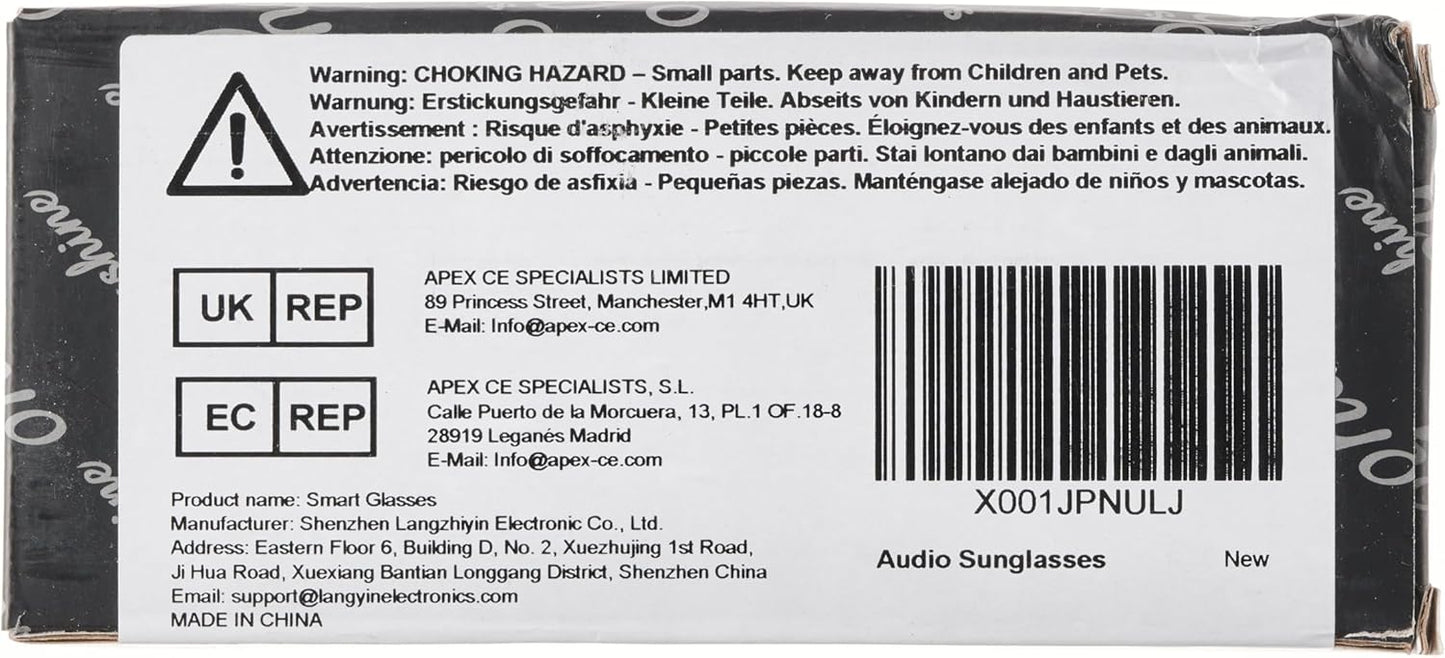 Warning: CHOKING HAZARD – Small parts. Keep away from Children and Pets.
Warnung: Erstickungsgefahr - Kleine Teile. Abseits von Kindern und Haustieren.
Avertissement : Risque d'asphyxie - Petites pièces. Éloignez-vous des enfants et des animaux.
Attenzione: pericolo di soffocamento - piccole parti. Stai lontano dai bambini e dagli animali.
Advertencia: Riesgo de asfixia - Pequeñas piezas. Manténgase alejado de niños y mascotas.
UK REP
APEX CE SPECIALISTS LIMITED
89 Princess Street, Manchester,M1 4HT,UK
E-Mail: Info@apex-ce.com
EC REP
APEX CE SPECIALISTS, S.L.
Calle Puerto de la Morcuera, 13, PL.1 OF.18-8
28919 Leganés Madrid
E-Mail: Info@apex-ce.com
Product name: Smart Glasses
Manufacturer: Shenzhen Langzhiyin Electronic Co., Ltd.
Address: Eastern Floor 6, Building D, No. 2, Xuezhujing 1st Road,
Ji Hua Road, Xuexiang Bantian Longgang District, Shenzhen China
Email: support@langyinelectronics.com
MADE IN CHINA
X001JPNULJ
Audio Sunglasses New
shine